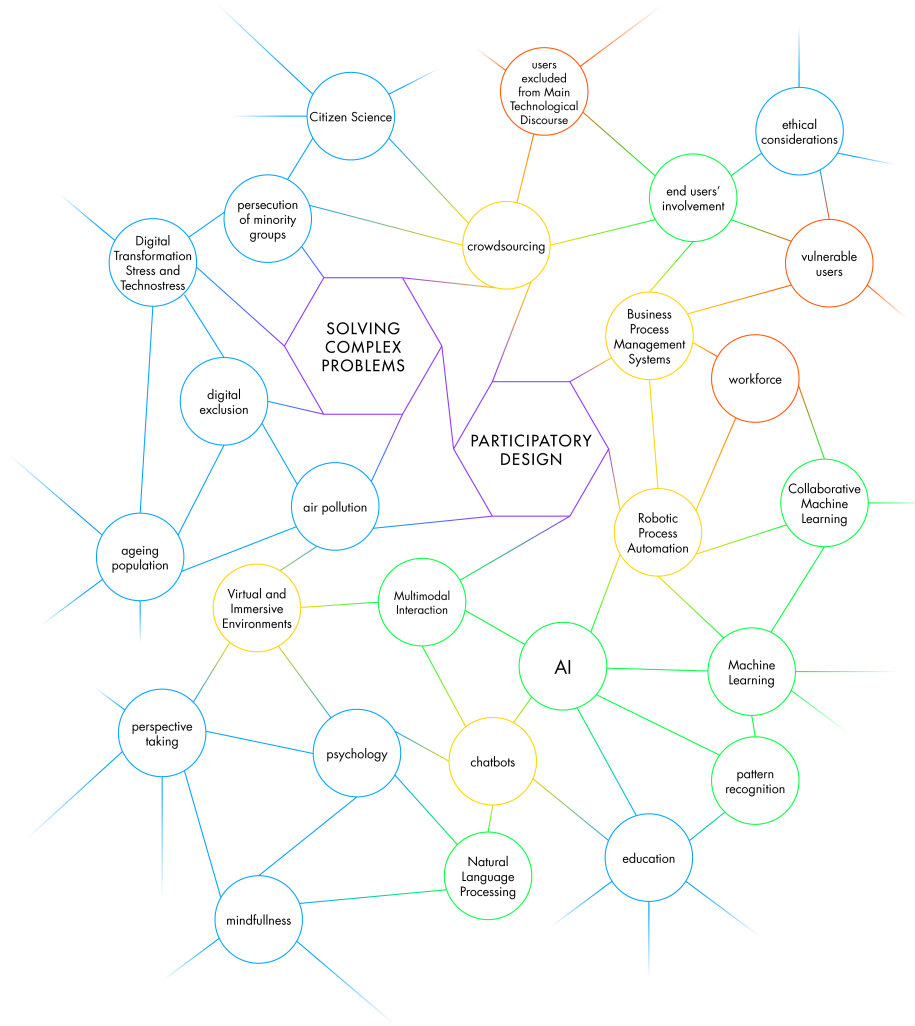 users
excluded
from Main
Technological
Discourse
Citizen Science
ethical
considerations
end users'
involvement
persecution
of minority
groups
crowdsourcing
Digital
Transformation
Stress and
Technostress
vulnerable
users
SOLVING
COMPLEX
PROBLEMS
Business
Process
Management
Systems
workforce
digital
exclusion
PARTICIPATORY
DESIGN
air pollution
Collaborative
Machine
Learning
Robotic
Process
Automation
ageing
population
Virtual and
Immersive
Environments
Multimodal
Interaction
AI
Machine
Learning
perspective
taking
psychology
chatbots
pattern
recognition
education
Natural
Language
Processing
mindfullness